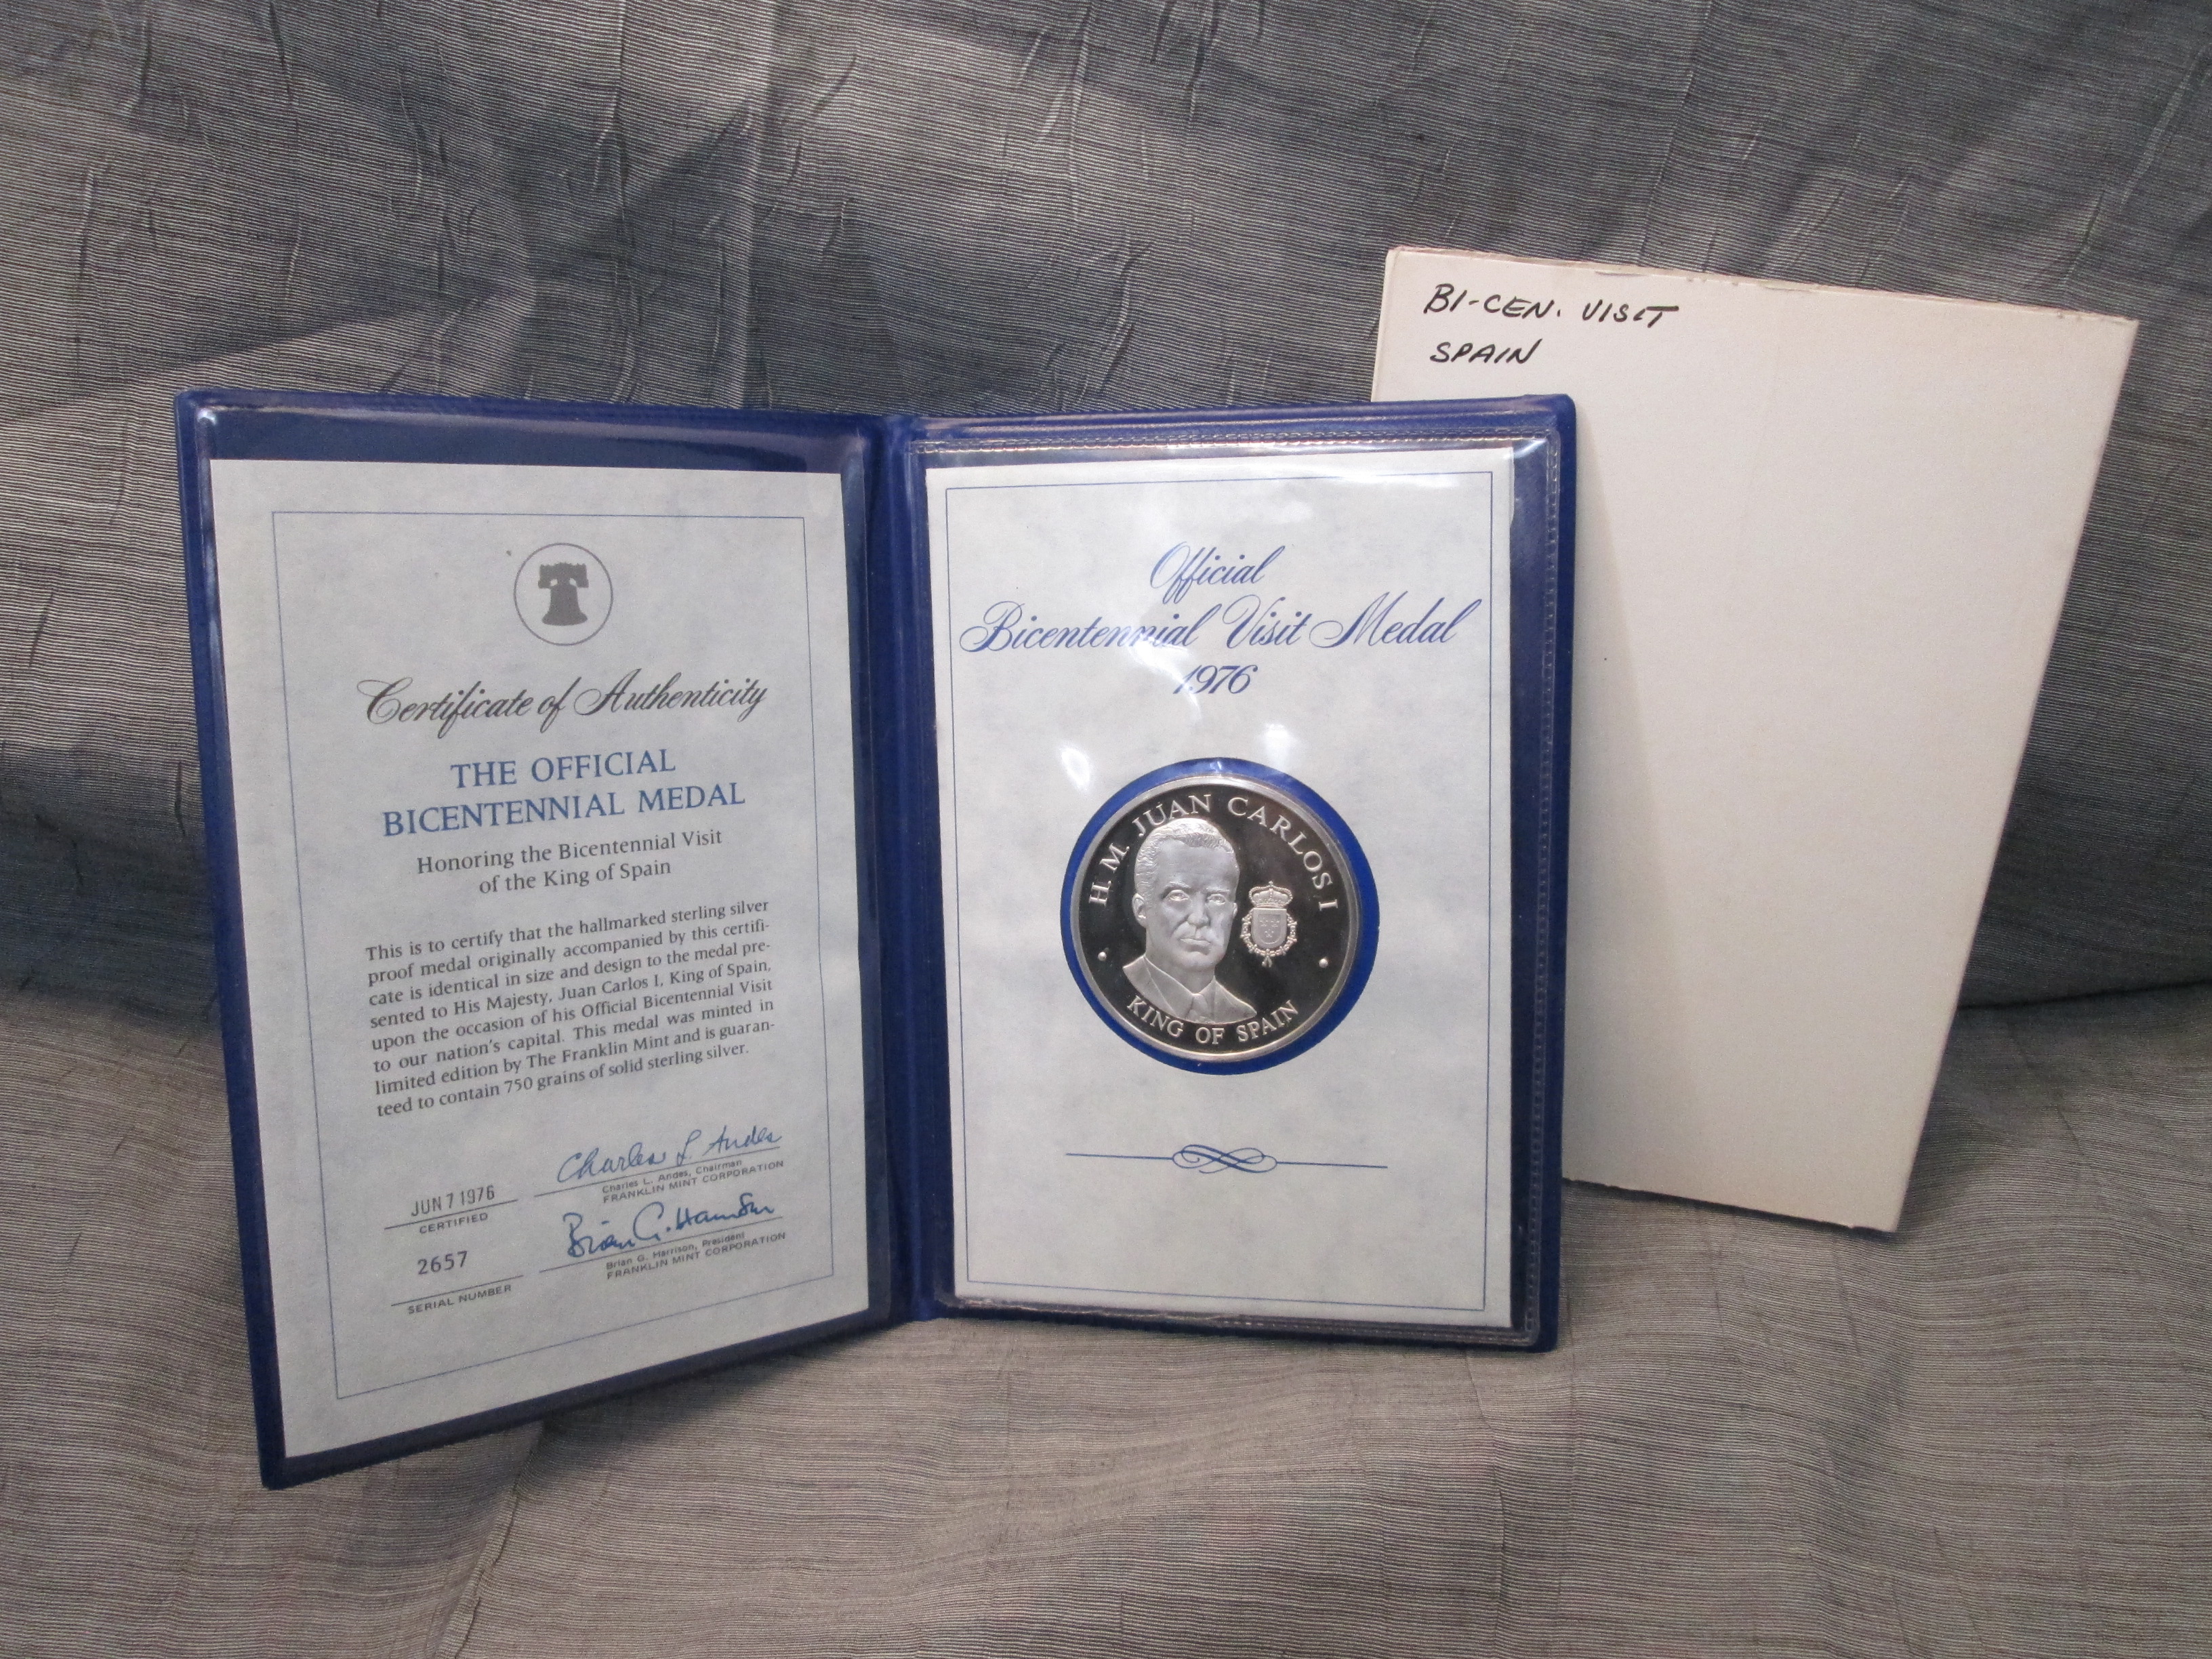 BI-CEN. VISIT
SPAIN
Certificate of Authenticity
THE OFFICIAL
BICENTENNIAL MEDAL
Honoring the Bicentennial Visit
of the King of Spain
This is to certify that the hallmarked sterling silver
proof medal originally accompanied by this certifi-
cate is identical in size and design to the medal pre-
sented to His Majesty, Juan Carlos I, King of Spain,
upon the occasion of his Official Bicentennial Visit
to our nation's capital. This medal was minted in
limited edition by The Franklin Mint and is guaran-
teed to contain 750 grains of solid sterling silver.
JUN 7 1976
CERTIFIED
2657
SERIAL NUMBER
Charles L. Andes
Charles L. Andes, Chairman
FRANKLIN MINT CORPORATION
Brian G. Harrison
Brian G. Harrison, President
FRANKLIN MINT CORPORATION
Official
Bicentennial Visit Medal
1976
H. M. JUAN CARLOS I
KING OF SPAIN